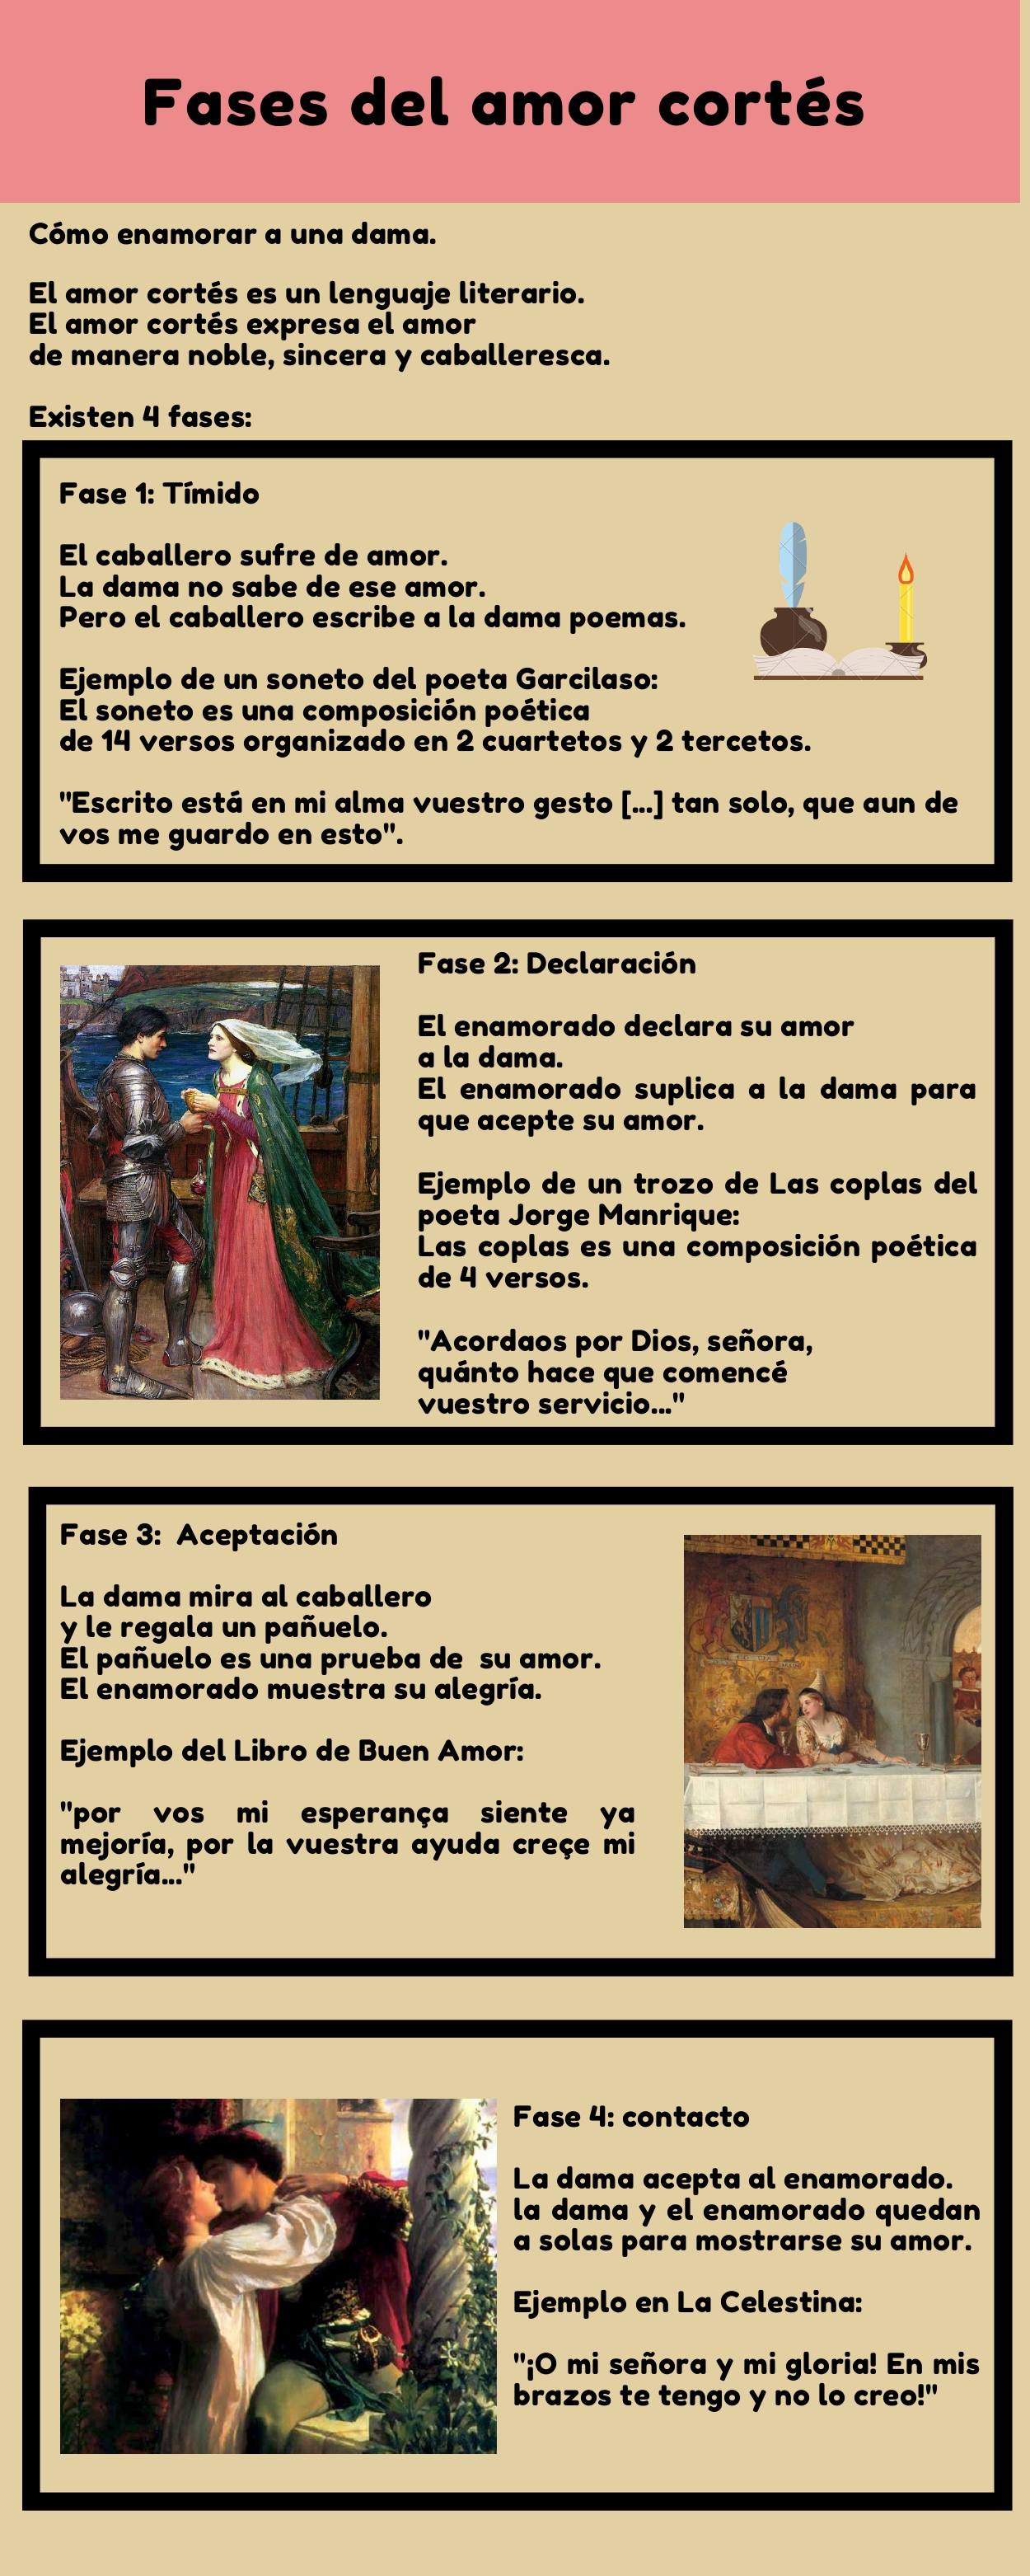 Fases del amor cortés
Cómo enamorar a una dama.
El amor cortés es un lenguaje literario.
El amor cortés expresa el amor
de manera noble, sincera y caballeresca.
Existen 4 fases:
Fase 1: Tímido
El caballero sufre de amor.
La dama no sabe de ese amor.
Pero el caballero escribe a la dama poemas.
Ejemplo de un soneto del poeta Garcilaso:
El soneto es una composición poética
de 14 versos organizado en 2 cuartetos y 2 tercetos.
"Escrito está en mi alma vuestro gesto [...] tan solo, que aun de
vos me guardo en esto".
Fase 2: Declaración
El enamorado declara su amor
a la dama.
El enamorado suplica a la dama para
que acepte su amor.
Ejemplo de un trozo de Las coplas del
poeta Jorge Manrique:
Las coplas es una composición poética
de 4 versos.
"Acordaos por Dios, señora,
quánto hace que comencé
vuestro servicio..."
Fase 3:  Aceptación
La dama mira al caballero
y le regala un pañuelo.
El pañuelo es una prueba de  su amor.
El enamorado muestra su alegría.
Ejemplo del Libro de Buen Amor:
"por vos mi esperança siente ya
mejoría, por la vuestra ayuda creçe mi
alegría..."
Fase 4: contacto
La dama acepta al enamorado.
la dama y el enamorado quedan
a solas para mostrarse su amor.
Ejemplo en La Celestina:
"¡O mi señora y mi gloria! En mis
brazos te tengo y no lo creo!"